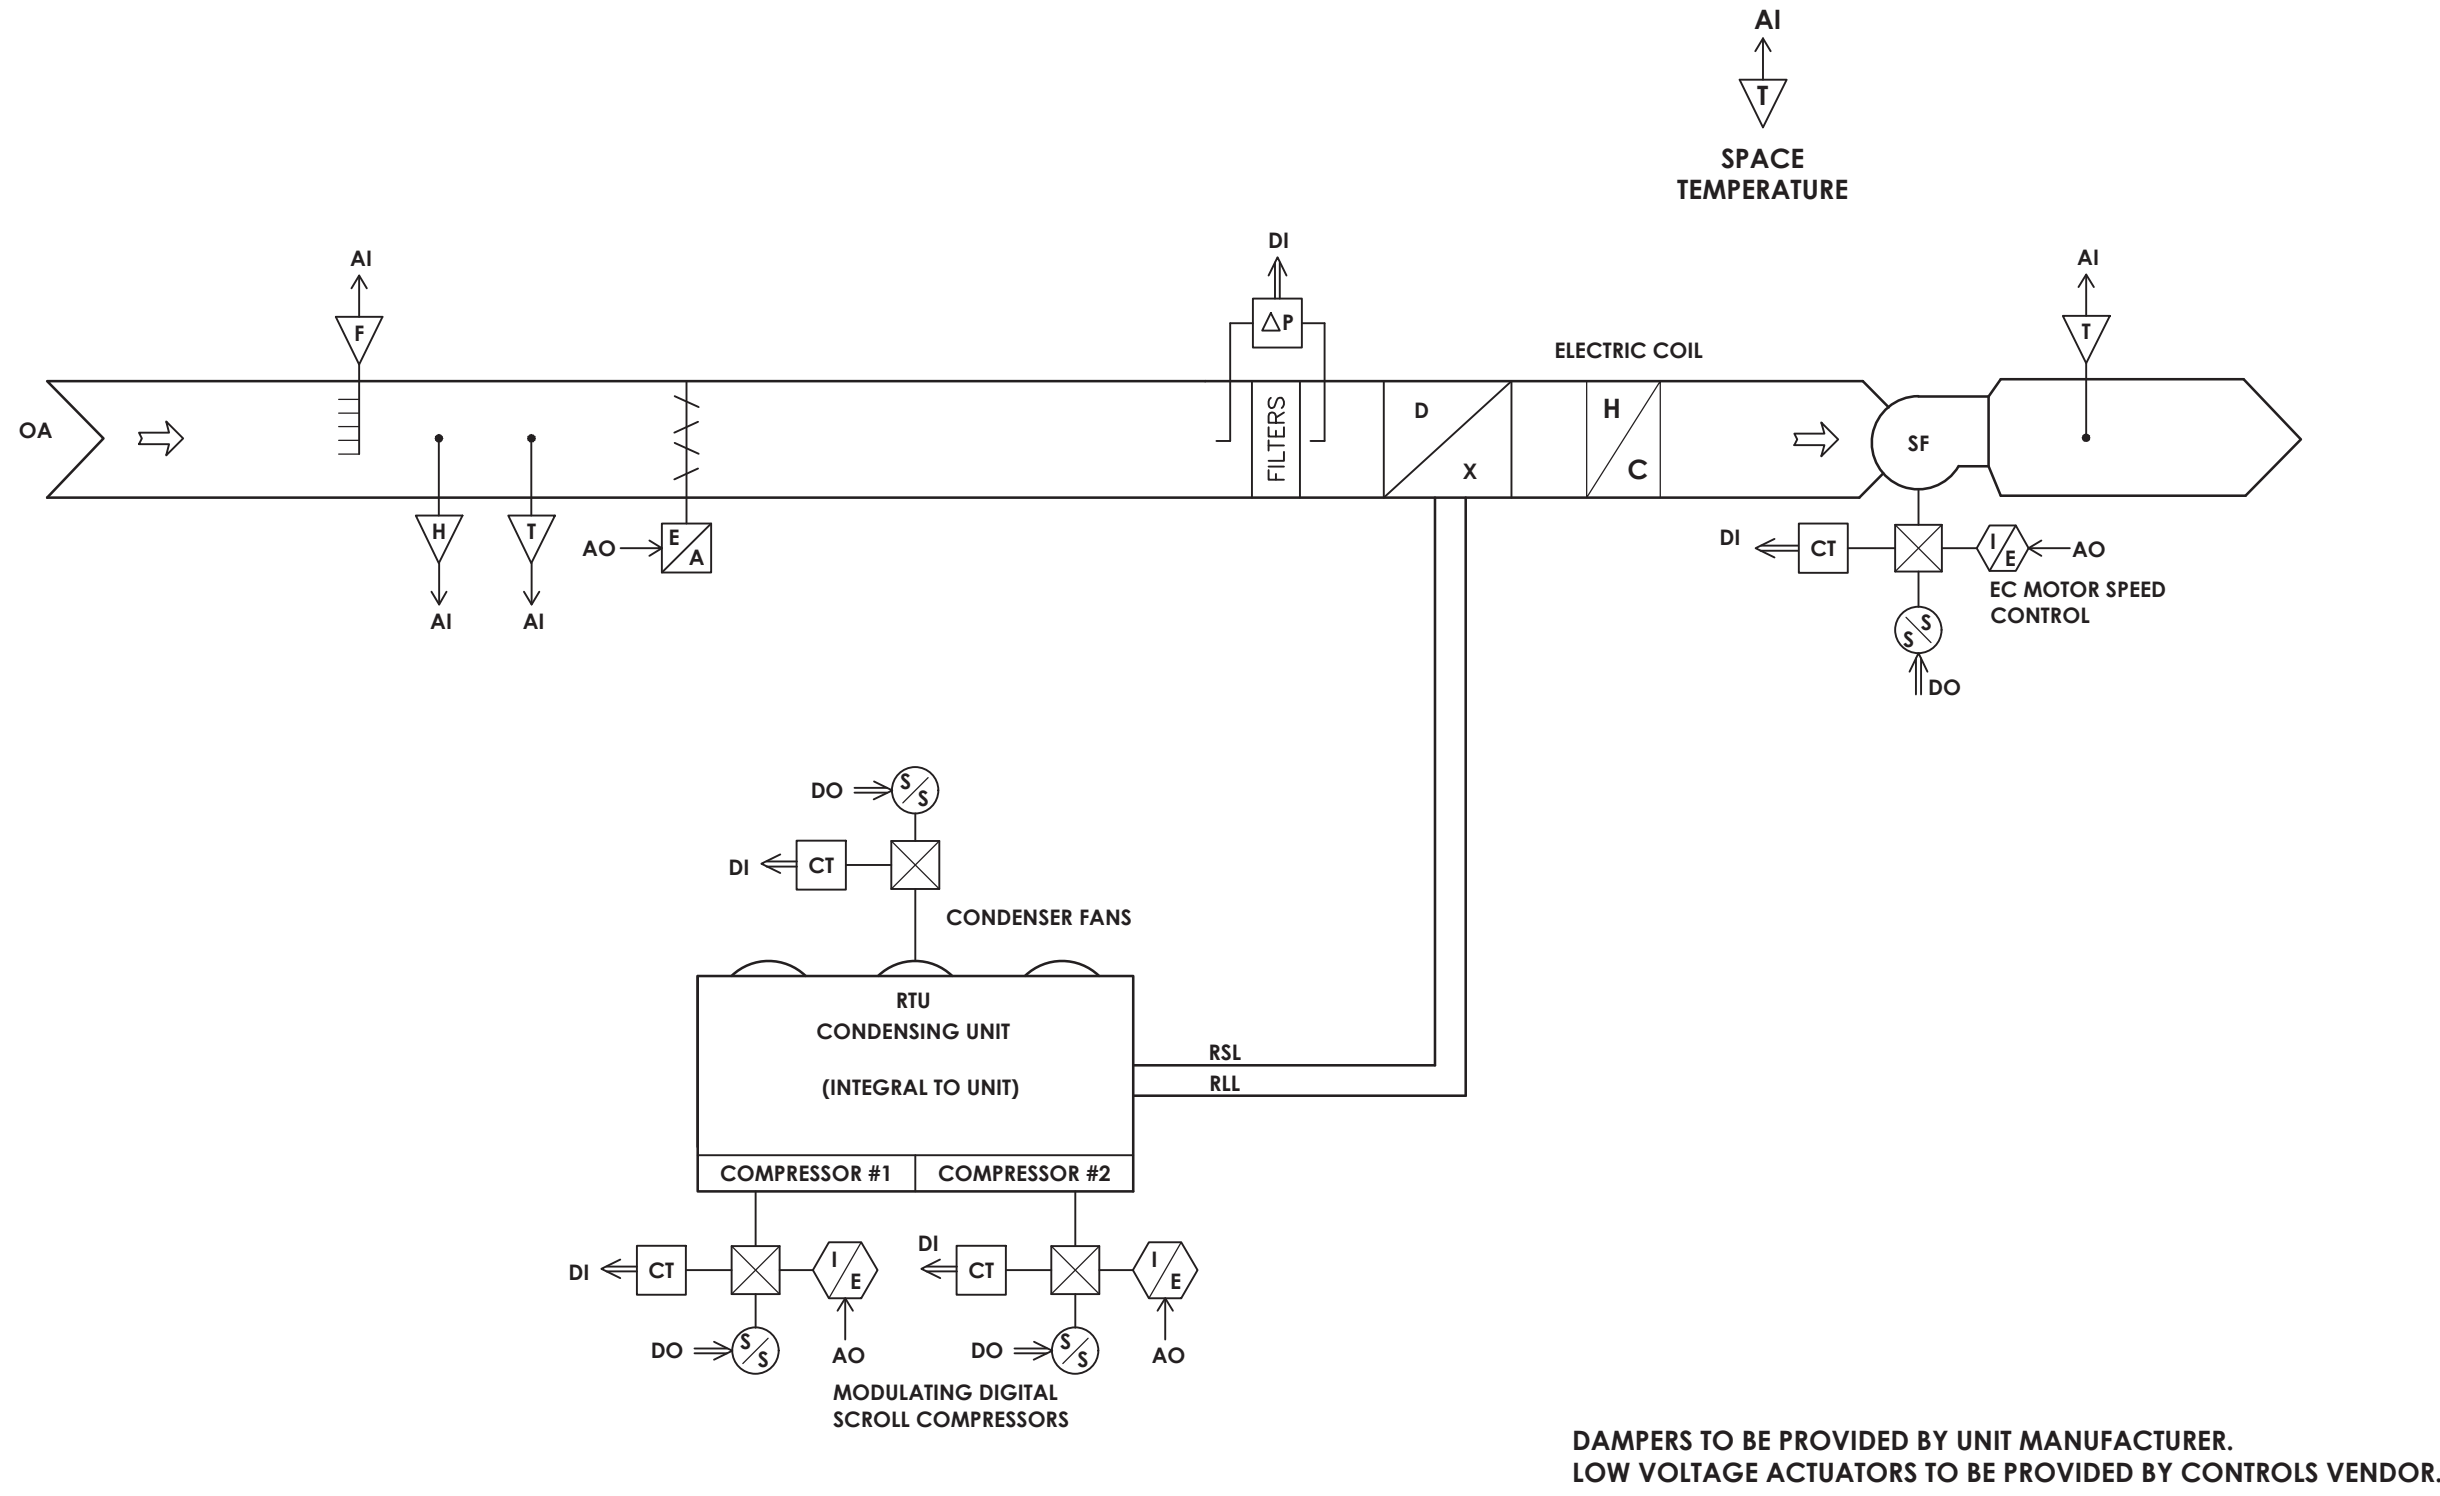 AI
T
SPACE
TEMPERATURE
AI
F
DI
△P
AI
T
ELECTRIC COIL
OA
FILTERS
D
X
H
C
SF
H
T
AI
AI
AO
E
A
DI
CT
I
E
AO
EC MOTOR SPEED
CONTROL
S
S
DO
DO
S
S
DI
CT
CONDENSER FANS
RTU
CONDENSING UNIT
(INTEGRAL TO UNIT)
RSL
RLL
COMPRESSOR #1
COMPRESSOR #2
DI
CT
I
E
DI
CT
I
E
DO
S
S
AO
DO
S
S
AO
MODULATING DIGITAL
SCROLL COMPRESSORS
DAMPERS TO BE PROVIDED BY UNIT MANUFACTURER.
LOW VOLTAGE ACTUATORS TO BE PROVIDED BY CONTROLS VENDOR.